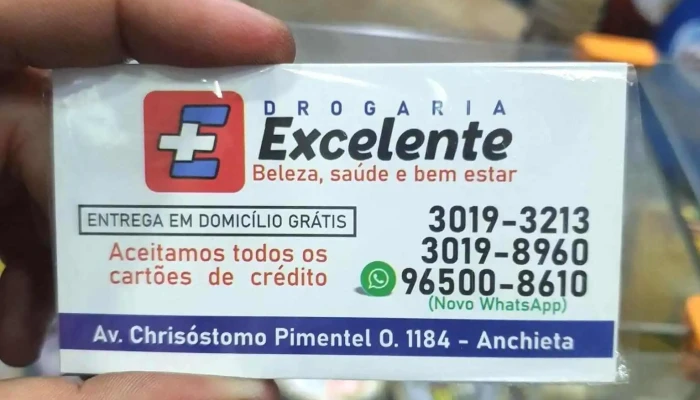 DROGARIA
Excelente
Beleza, saúde e bem estar
ENTREGA EM DOMICÍLIO GRÁTIS
Aceitamos todos os
cartões de crédito
3019-3213
3019-8960
96500-8610
(Novo WhatsApp)
Av. Chrisóstomo Pimentel O. 1184 - Anchieta